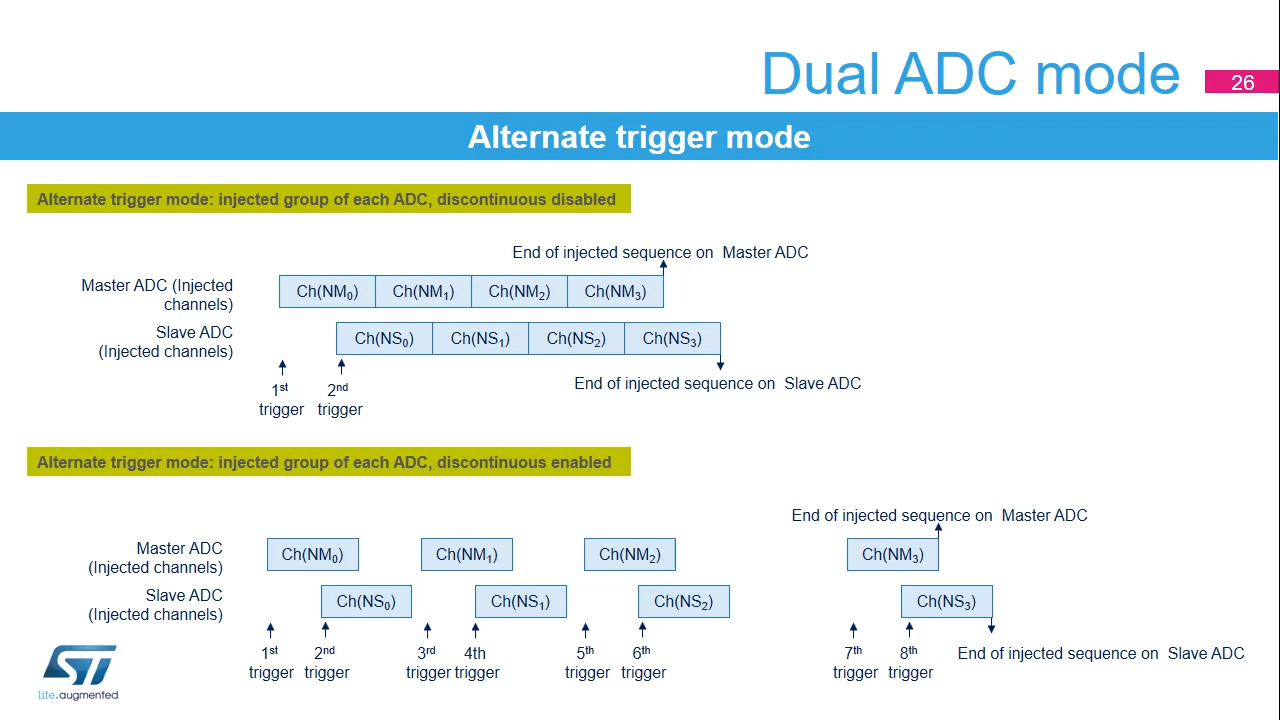 Dual ADC mode
26
Alternate trigger mode
Alternate trigger mode: injected group of each ADC, discontinuous disabled
End of injected sequence on Master ADC
Master ADC (Injected
channels)
Ch(NM₀) Ch(NM₁) Ch(NM₂) Ch(NM₃)
Slave ADC
(Injected channels)
Ch(NS₀) Ch(NS₁) Ch(NS₂) Ch(NS₃)
End of injected sequence on Slave ADC
1st 2nd
trigger trigger
Alternate trigger mode: injected group of each ADC, discontinuous enabled
End of injected sequence on Master ADC
Master ADC
(Injected channels)
Ch(NM₀) Ch(NM₁) Ch(NM₂) Ch(NM₃)
Slave ADC
(Injected channels)
Ch(NS₀) Ch(NS₁) Ch(NS₂) Ch(NS₃)
1st 2nd 3rd 4th 5th 6th 7th 8th
trigger trigger trigger trigger trigger trigger trigger trigger
End of injected sequence on Slave ADC
ST
life.augmented